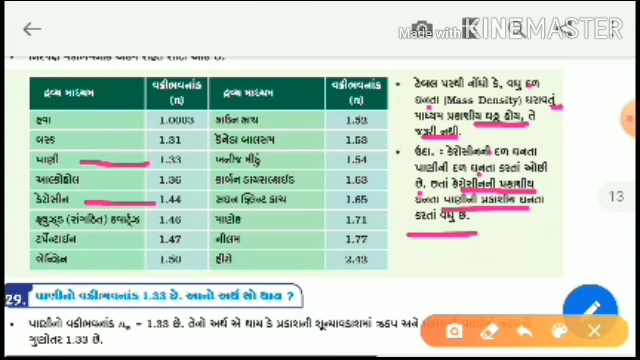 Made with KINEMASTER
દ્રવ્ય માધ્યમ વક્રીભવનાંક (n) દ્રવ્ય માધ્યમ વક્રીભવનાંક (n)
હવા 1.0003 ક્રાઉન કાચ 1.52
બરફ 1.31 કૅનેડા બાલસમ 1.53
પાણી 1.33 ખનીજ મીઠું 1.54
આલ્કોહોલ 1.36 કાર્બન ડાયસલ્ફાઇડ 1.63
કેરોસીન 1.44 સઘન ફ્લિન્ટ કાચ 1.65
ફ્યુઝ્ડ (સંગઠિત) ક્વાર્ટ્ઝ 1.46 માણેક 1.71
ટર્પેન્ટાઈન 1.47 નીલમ 1.77
બેન્ઝિન 1.50 હીરો 2.42
• ટેબલ પરથી નોંધો કે, વધુ દળ
ઘનતા (Mass Density) ધરાવતું
માધ્યમ પ્રકાશીય ઘટ્ટ હોય, તે
જરૂરી નથી.
• ઉદા. : કેરોસીનની દળ ઘનતા
પાણીની દળ ઘનતા કરતાં ઓછી
છે. છતાં કેરોસીનની પ્રકાશીય
ઘનતા પાણીની પ્રકાશીય ઘનતા
કરતાં વધુ છે.
13
29. પાણીનો વક્રીભવનાંક 1.33 છે. આનો અર્થ શો થાય ?
• પાણીનો વક્રીભવનાંક = 1.33 છે. તેનો અર્થ એ થાય કે પ્રકાશની શૂન્યાવકાશમાં ઝડપ અને
ગુણોતર 1.33 છે.